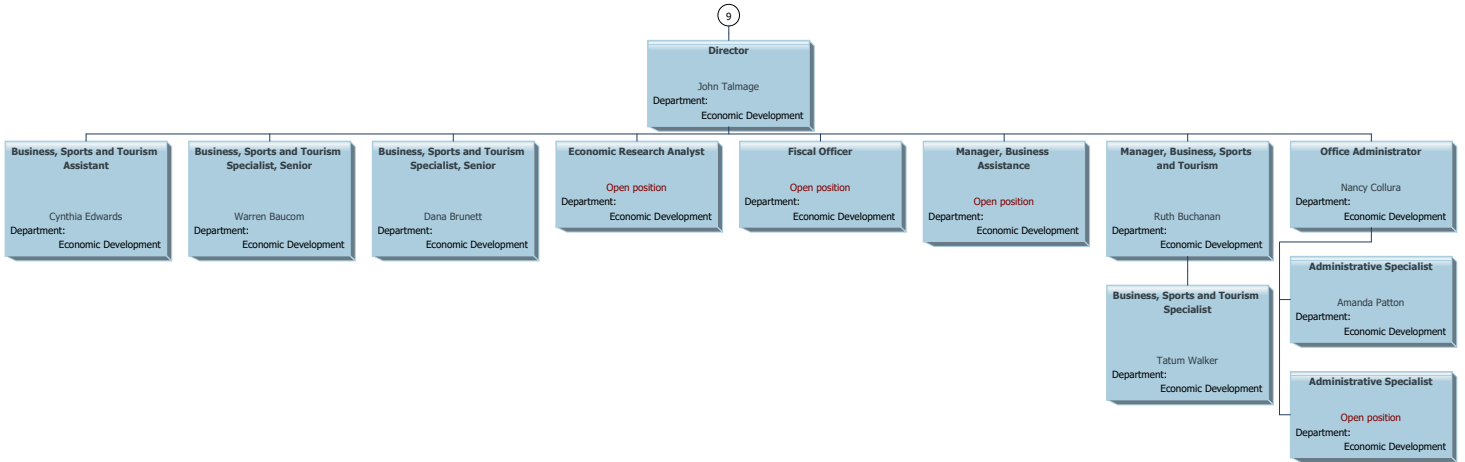 9
Director
John Talmage
Department:
Economic Development
Business, Sports and Tourism
Assistant
Cynthia Edwards
Department:
Economic Development
Business, Sports and Tourism
Specialist, Senior
Warren Baucom
Department:
Economic Development
Business, Sports and Tourism
Specialist, Senior
Dana Brunett
Department:
Economic Development
Economic Research Analyst
Open position
Department:
Economic Development
Fiscal Officer
Open position
Department:
Economic Development
Manager, Business
Assistance
Open position
Department:
Economic Development
Manager, Business, Sports
and Tourism
Ruth Buchanan
Department:
Economic Development
Business, Sports and Tourism
Specialist
Tatum Walker
Department:
Economic Development
Office Administrator
Nancy Collura
Department:
Economic Development
Administrative Specialist
Amanda Patton
Department:
Economic Development
Administrative Specialist
Open position
Department:
Economic Development